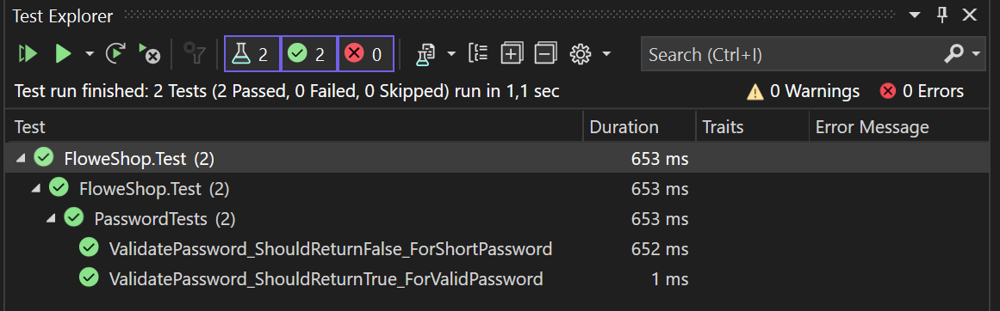 Test Explorer
2 2 0 Search (Ctrl+I)
Test run finished: 2 Tests (2 Passed, 0 Failed, 0 Skipped) run in 1,1 sec 0 Warnings 0 Errors
Test Duration Traits Error Message
FloweShop.Test (2) 653 ms
FloweShop.Test (2) 653 ms
PasswordTests (2) 653 ms
ValidatePassword_ShouldReturnFalse_ForShortPassword 652 ms
ValidatePassword_ShouldReturnTrue_ForValidPassword 1 ms